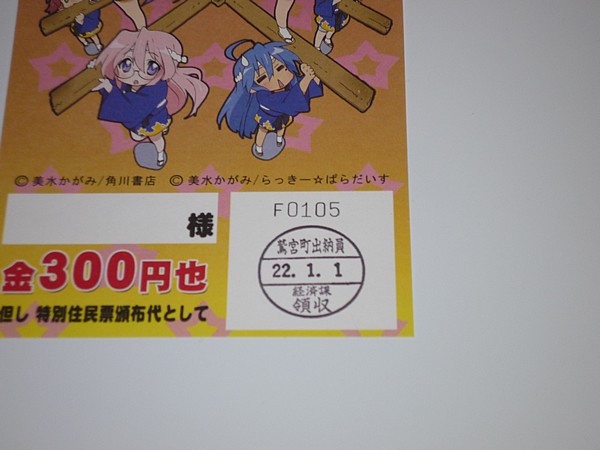 ©美水かがみ/角川書店 ©美水かがみ/らっきー☆ぱらだいす
様
F0105
鷲宮町出納員
22.1.1
経済課
領収
金300円也
但し 特別住民票頒布代として